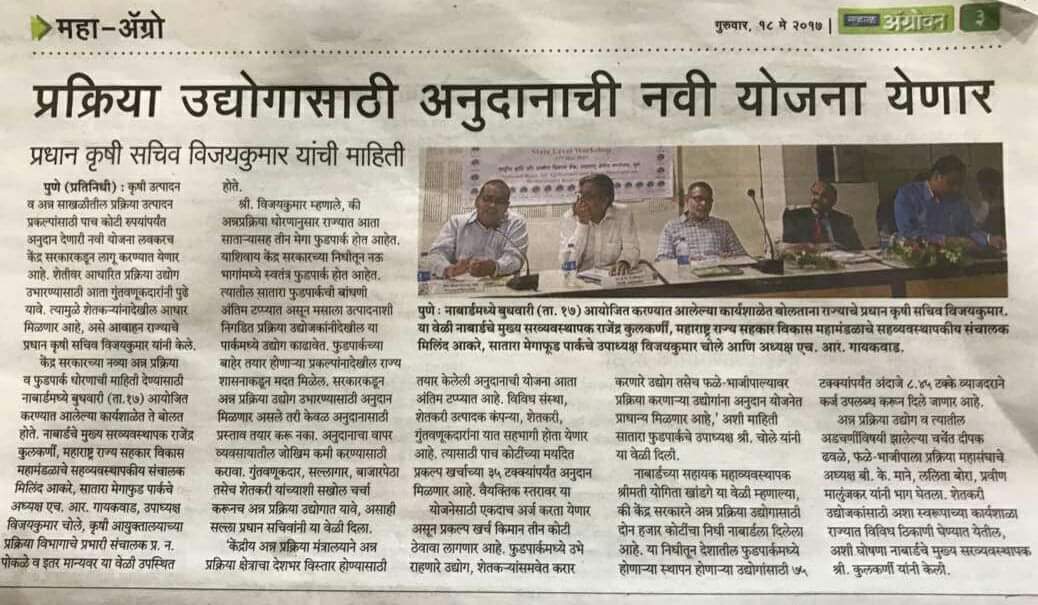 महा-ॲग्रो
गुरुवार, १८ मे २०१७
ॲग्रोवन
३
प्रक्रिया उद्योगासाठी अनुदानाची नवी योजना येणार
प्रधान कृषी सचिव विजयकुमार यांची माहिती
पुणे (प्रतिनिधी) : कृषी उत्पादन
व अन्न साखळीतील प्रक्रिया उत्पादन
प्रकल्पांसाठी पाच कोटी रुपयांपर्यंत
अनुदान देणारी नवी योजना लवकरच
केंद्र सरकारकडून लागू करण्यात येणार
आहे. शेतीवर आधारित प्रक्रिया उद्योग
उभारण्यासाठी आता गुंतवणूकदारांनी पुढे
यावे. त्यामुळे शेतकऱ्यांनादेखील आधार
मिळणार आहे, असे आवाहन राज्याचे
प्रधान कृषी सचिव विजयकुमार यांनी केले.
केंद्र सरकारच्या नव्या अन्न प्रक्रिया
व फुडपार्क धोरणाची माहिती देण्यासाठी
नाबार्डमध्ये बुधवारी (ता.१७) आयोजित
करण्यात आलेल्या कार्यशाळेत ते बोलत
होते. नाबार्डचे मुख्य सरव्यवस्थापक राजेंद्र
कुलकर्णी, महाराष्ट्र राज्य सहकार विकास
महामंडळाचे सहव्यवस्थापकीय संचालक
मिलिंद आकरे, सातारा मेगाफुड पार्कचे
अध्यक्ष एच. आर. गायकवाड, उपाध्यक्ष
विजयकुमार चोले, कृषी आयुक्तालयाच्या
प्रक्रिया विभागाचे प्रभारी संचालक प्र. न.
पोकळे व इतर मान्यवर या वेळी उपस्थित
होते.
श्री. विजयकुमार म्हणाले, की
अन्नप्रक्रिया धोरणानुसार राज्यात आता
साताऱ्यासह तीन मेगा फुडपार्क होत आहेत.
याशिवाय केंद्र सरकारच्या निधीतून नऊ
भागांमध्ये स्वतंत्र फुडपार्क होत आहेत.
त्यातील सातारा फुडपार्कची बांधणी
अंतिम टप्प्यात असून मसाला उत्पादनाशी
निगडित प्रक्रिया उद्योजकांनीदेखील या
पार्कमध्ये उद्योग काढावेत. फुडपार्कच्या
बाहेर तयार होणाऱ्या प्रकल्पांनादेखील राज्य
शासनाकडून मदत मिळेल. सरकारकडून
अन्न प्रक्रिया उद्योग उभारण्यासाठी अनुदान
मिळणार असले तरी केवळ अनुदानासाठी
प्रस्ताव तयार करू नका. अनुदानाचा वापर
व्यवसायातील जोखिम कमी करण्यासाठी
करावा. गुंतवणूकदार, सल्लागार, बाजारपेठा
तसेच शेतकरी यांच्याशी सखोल चर्चा
करूनच अन्न प्रक्रिया उद्योगात यावे, असाही
सल्ला प्रधान सचिवांनी या वेळी दिला.
'केंद्रीय अन्न प्रक्रिया मंत्रालयाने अन्न
प्रक्रिया क्षेत्राचा देशभर विस्तार होण्यासाठी
State Level Workshop
पुणे : नाबार्डमध्ये बुधवारी (ता. १७) आयोजित करण्यात आलेल्या कार्यशाळेत बोलताना राज्याचे प्रधान कृषी सचिव विजयकुमार.
या वेळी नाबार्डचे मुख्य सरव्यवस्थापक राजेंद्र कुलकर्णी, महाराष्ट्र राज्य सहकार विकास महामंडळाचे सहव्यवस्थापकीय संचालक
मिलिंद आकरे, सातारा मेगाफूड पार्कचे उपाध्यक्ष विजयकुमार चोले आणि अध्यक्ष एच. आर. गायकवाड.
तयार केलेली अनुदानाची योजना आता
अंतिम टप्प्यात आहे. विविध संस्था,
शेतकरी उत्पादक कंपन्या, शेतकरी,
गुंतवणूकदारांना यात सहभागी होता येणार
आहे. त्यासाठी पाच कोटींच्या मर्यादेत
प्रकल्प खर्चाच्या ३५ टक्क्यांपर्यंत अनुदान
मिळणार आहे. वैयक्तिक स्तरावर या
योजनेसाठी एकदाच अर्ज करता येणार
असून प्रकल्प खर्च किमान तीन कोटी
ठेवावा लागणार आहे. फुडपार्कमध्ये उभे
राहणारे उद्योग, शेतकऱ्यांसमवेत करार
करणारे उद्योग तसेच फळे-भाजीपाल्यावर
प्रक्रिया करणाऱ्या उद्योगांना अनुदान योजनेत
प्राधान्य मिळणार आहे,' अशी माहिती
सातारा फुडपार्कचे उपाध्यक्ष श्री. चोले यांनी
या वेळी दिली.
नाबार्डच्या सहायक महाव्यवस्थापक
श्रीमती योगिता खांडगे या वेळी म्हणाल्या,
की केंद्र सरकारने अन्न प्रक्रिया उद्योगासाठी
दोन हजार कोटींचा निधी नाबार्डला दिलेला
आहे. या निधीतून देशातील फुडपार्कमध्ये
होणाऱ्या स्थापन होणाऱ्या उद्योगांसाठी ७५
टक्क्यांपर्यंत अंदाजे ८.४५ टक्के व्याजदराने
कर्ज उपलब्ध करून दिले जाणार आहे.
अन्न प्रक्रिया उद्योग व त्यातील
अडचणींविषयी झालेल्या चर्चेत दीपक
ढवळे, फळे-भाजीपाला प्रक्रिया महासंघाचे
अध्यक्ष बी. के. माने, ललिता बोरा, प्रवीण
मालुंजकर यांनी भाग घेतला. शेतकरी
उद्योजकांसाठी अशा स्वरूपाच्या कार्यशाळा
राज्यात विविध ठिकाणी घेण्यात येतील,
अशी घोषणा नाबार्डचे मुख्य सरव्यवस्थापक
श्री. कुलकर्णी यांनी केली.